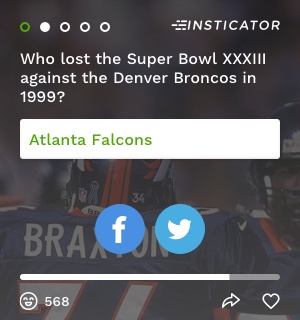 INSTICATOR
Who lost the Super Bowl XXXIII
against the Denver Broncos in
1999?
Atlanta Falcons
34
BRAXTON
568